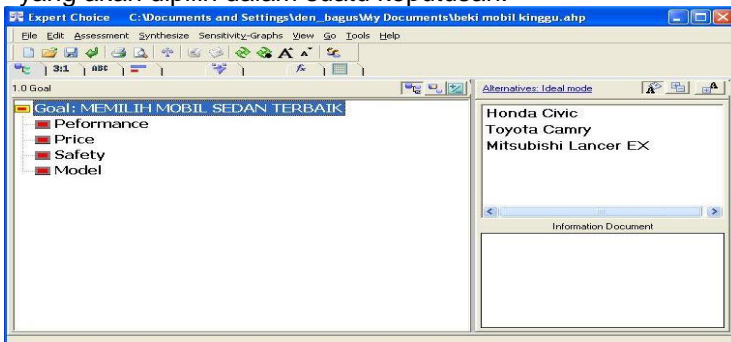 yang akan dipilih dalam suatu keputusan.
Expert Choice C:\Documents and Settings\den_bagus\My Documents\beki mobil kinggu.ahp
File Edit Assessment Synthesize Sensitivity-Graphs View Go Tools Help
3:1 ABC fx
1.0 Goal
Alternatives: Ideal mode
Goal: MEMILIH MOBIL SEDAN TERBAIK
Peformance
Price
Safety
Model
Honda Civic
Toyota Camry
Mitsubishi Lancer EX
Information Document